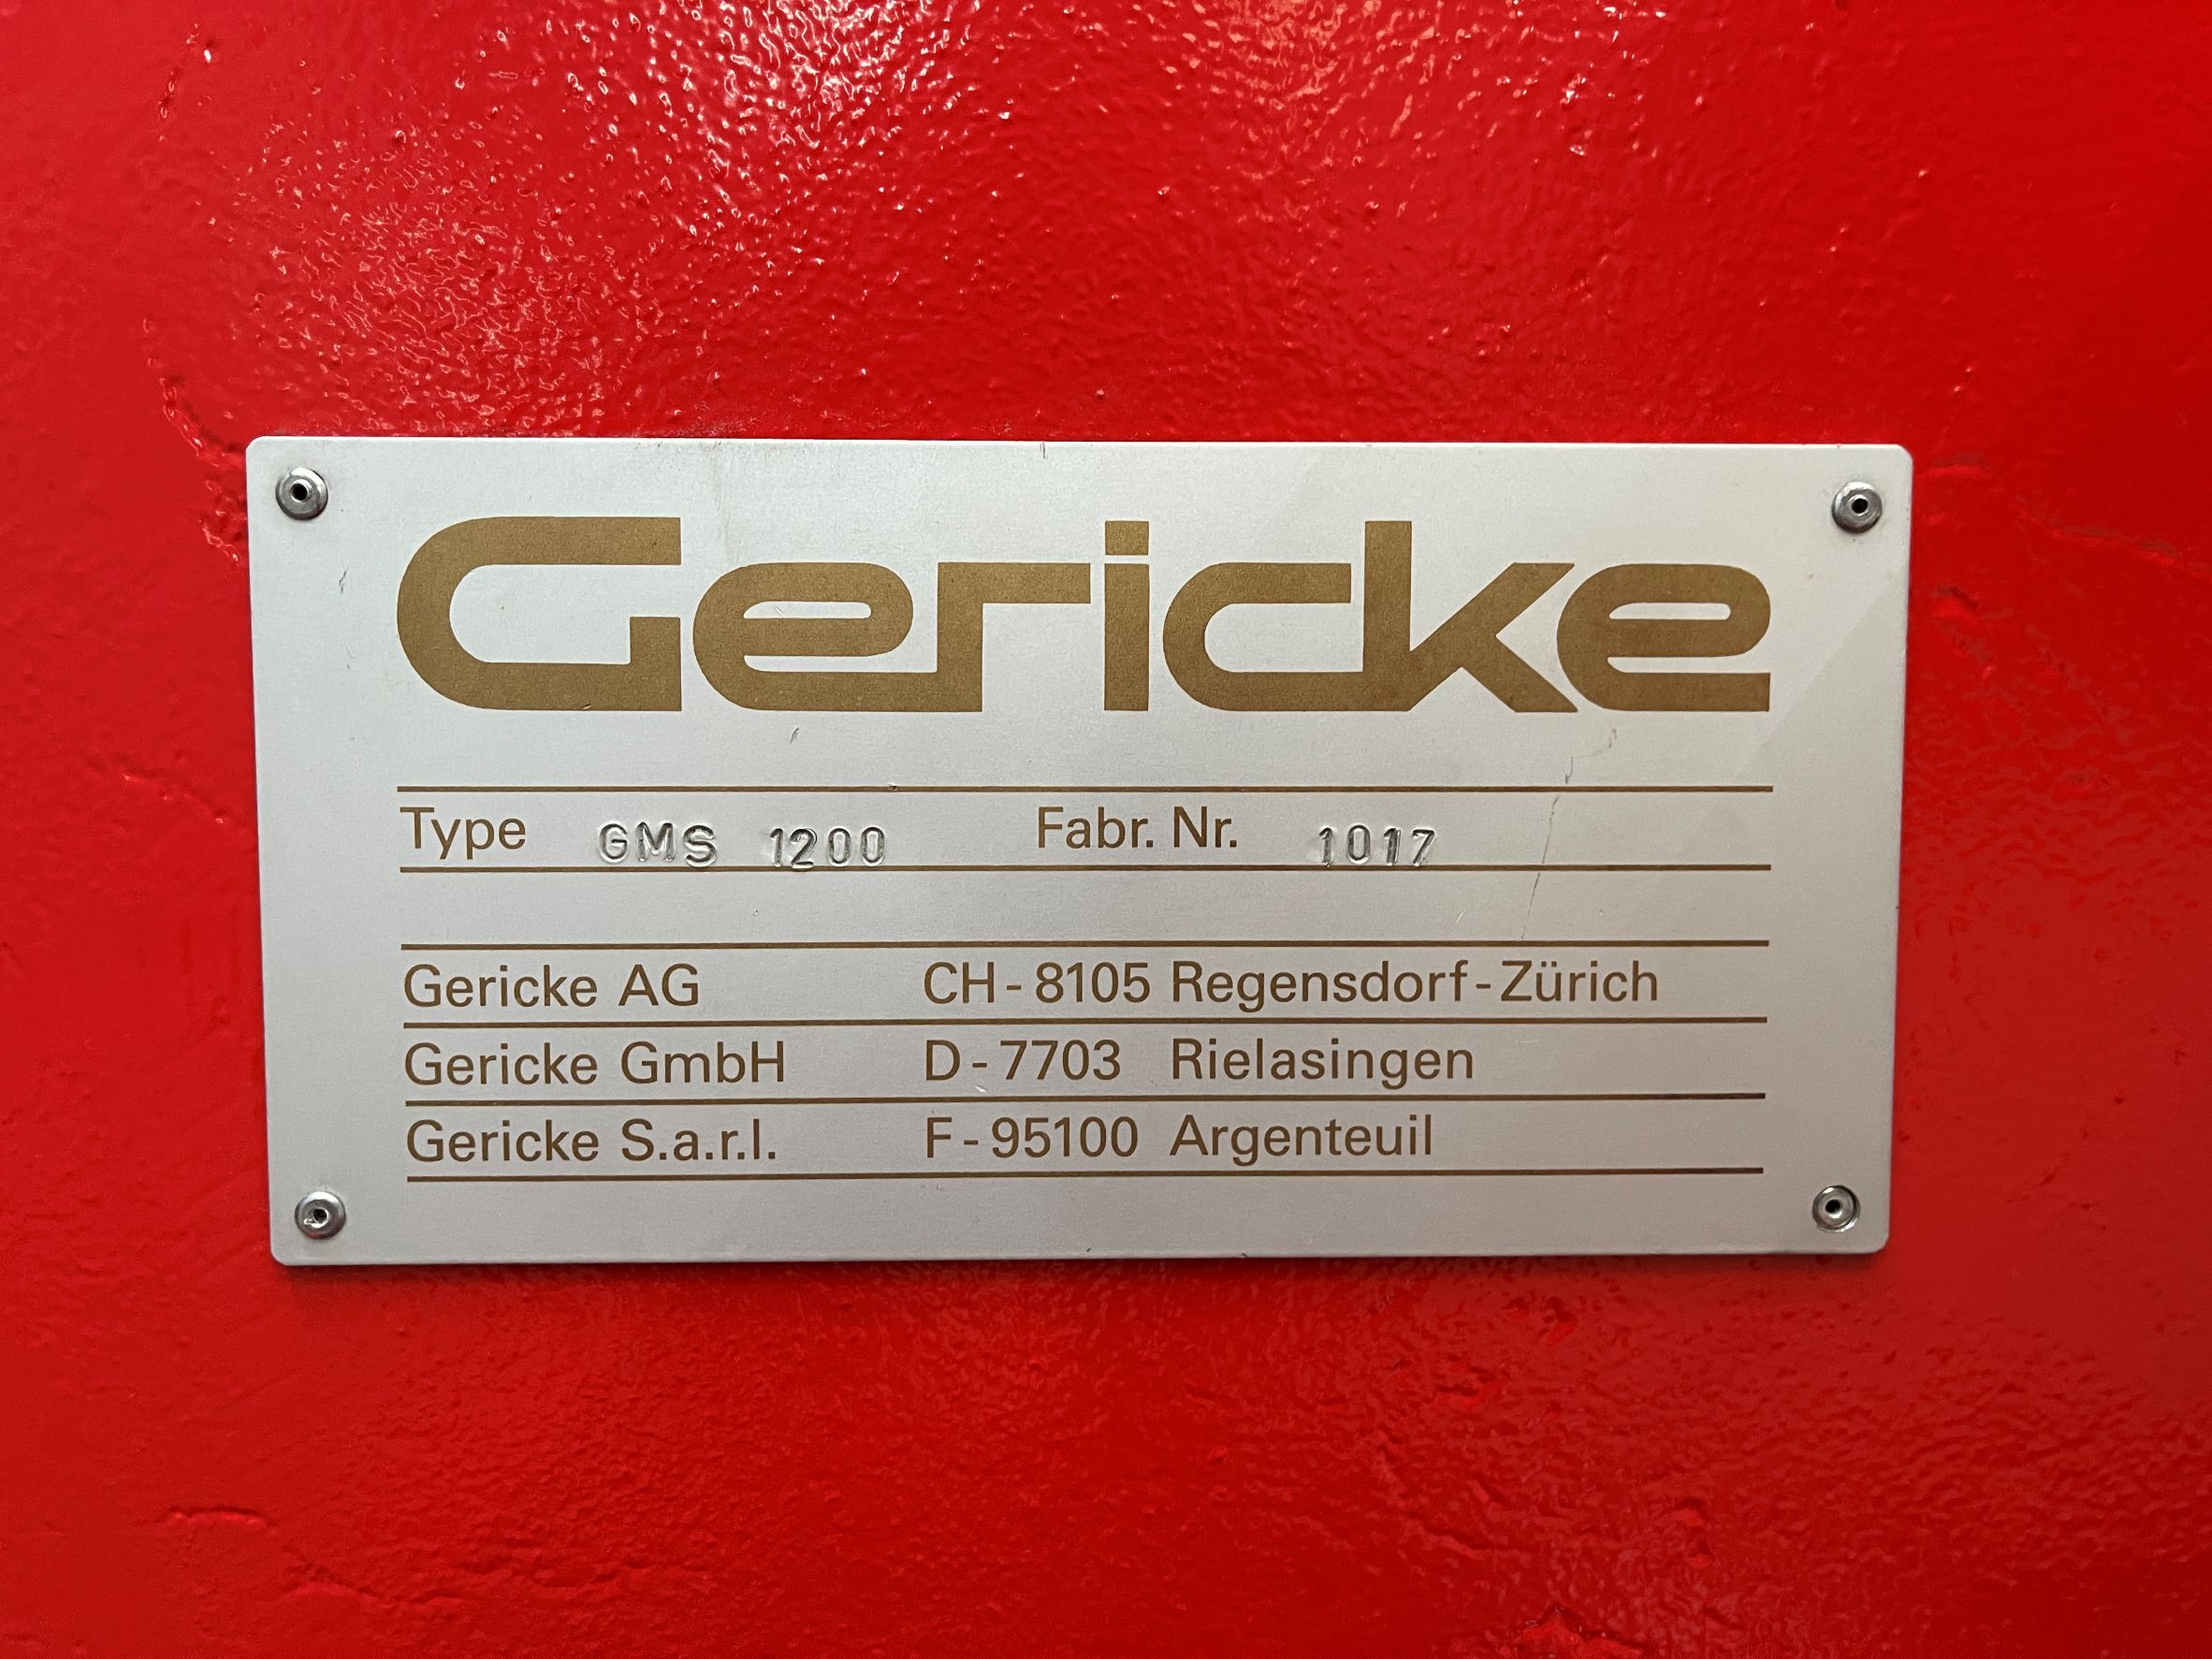 Gericke
Type GMS 1200 Fabr. Nr. 1017
Gericke AG CH-8105 Regensdorf-Zürich
Gericke GmbH D-7703 Rielasingen
Gericke S.a.r.l. F-95100 Argenteuil